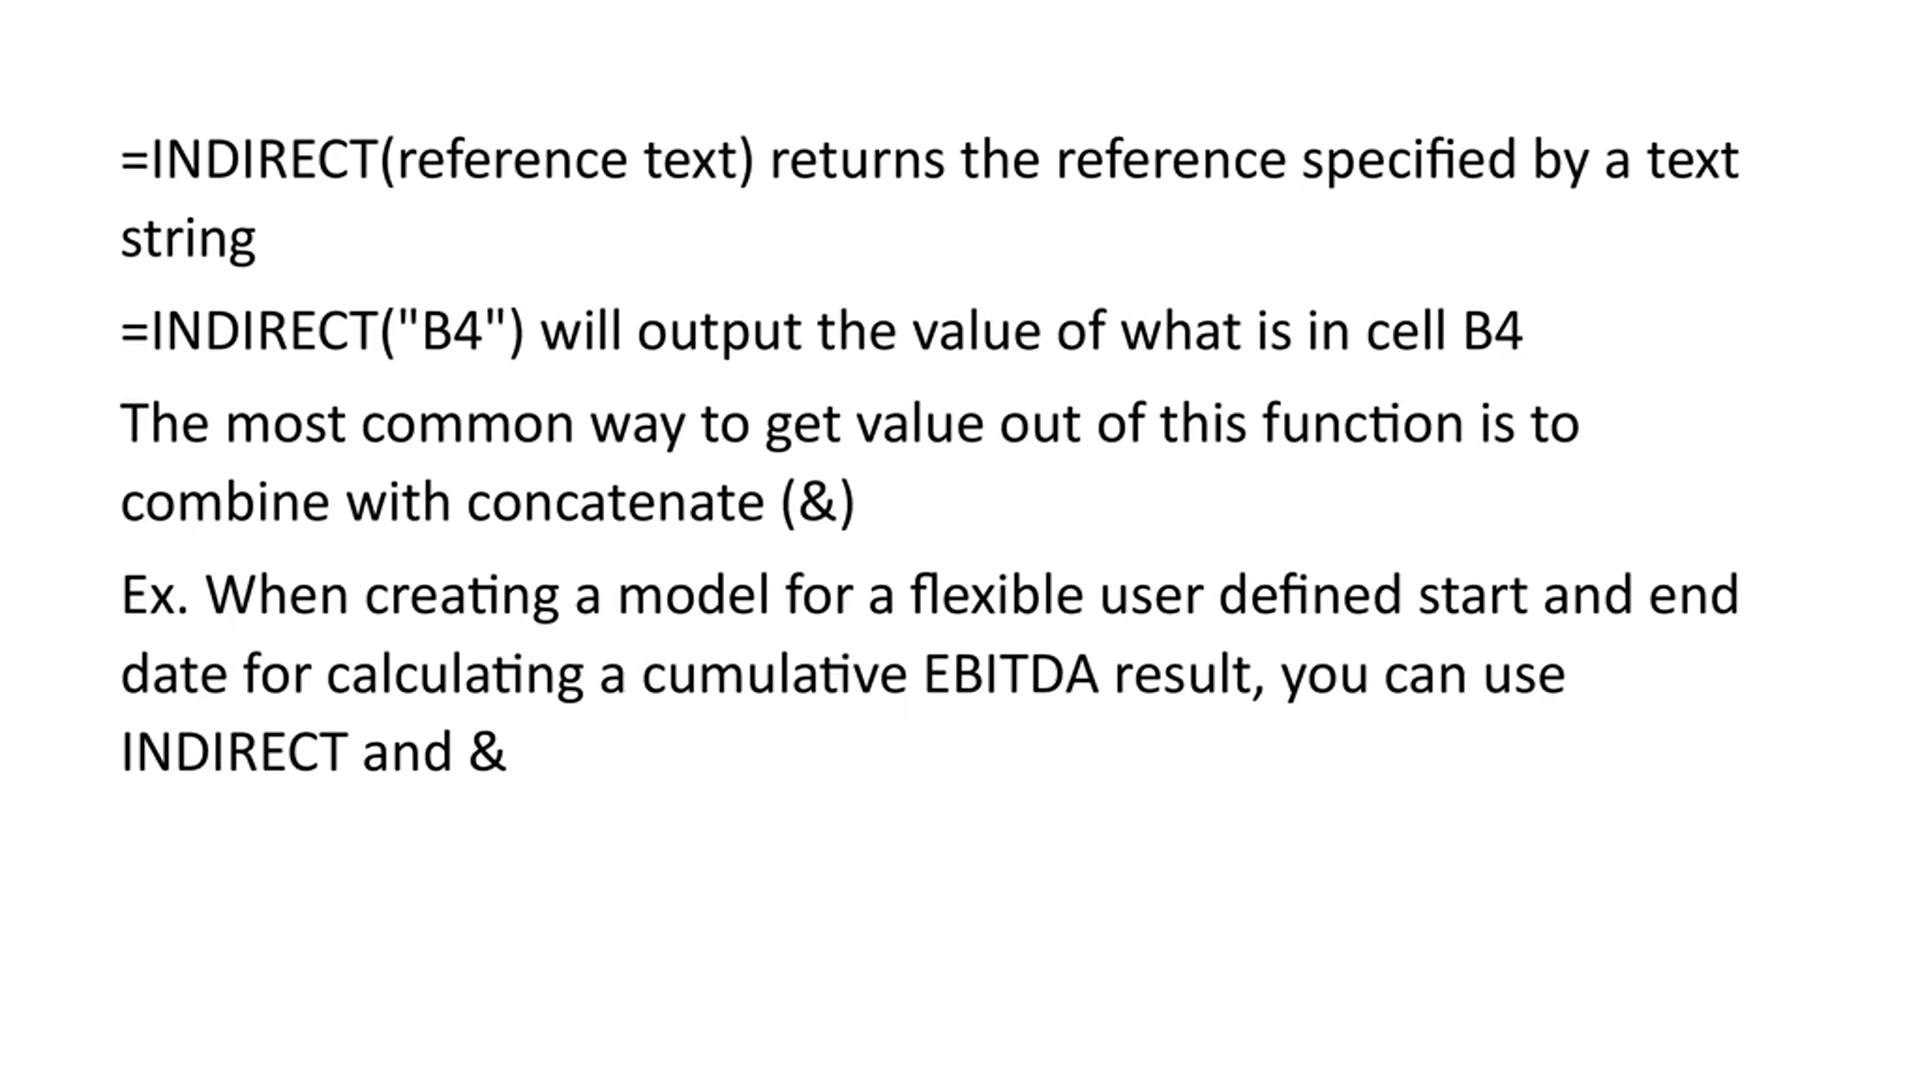 =INDIRECT(reference text) returns the reference specified by a text
string
=INDIRECT("B4") will output the value of what is in cell B4
The most common way to get value out of this function is to
combine with concatenate (&)
Ex. When creating a model for a flexible user defined start and end
date for calculating a cumulative EBITDA result, you can use
INDIRECT and &